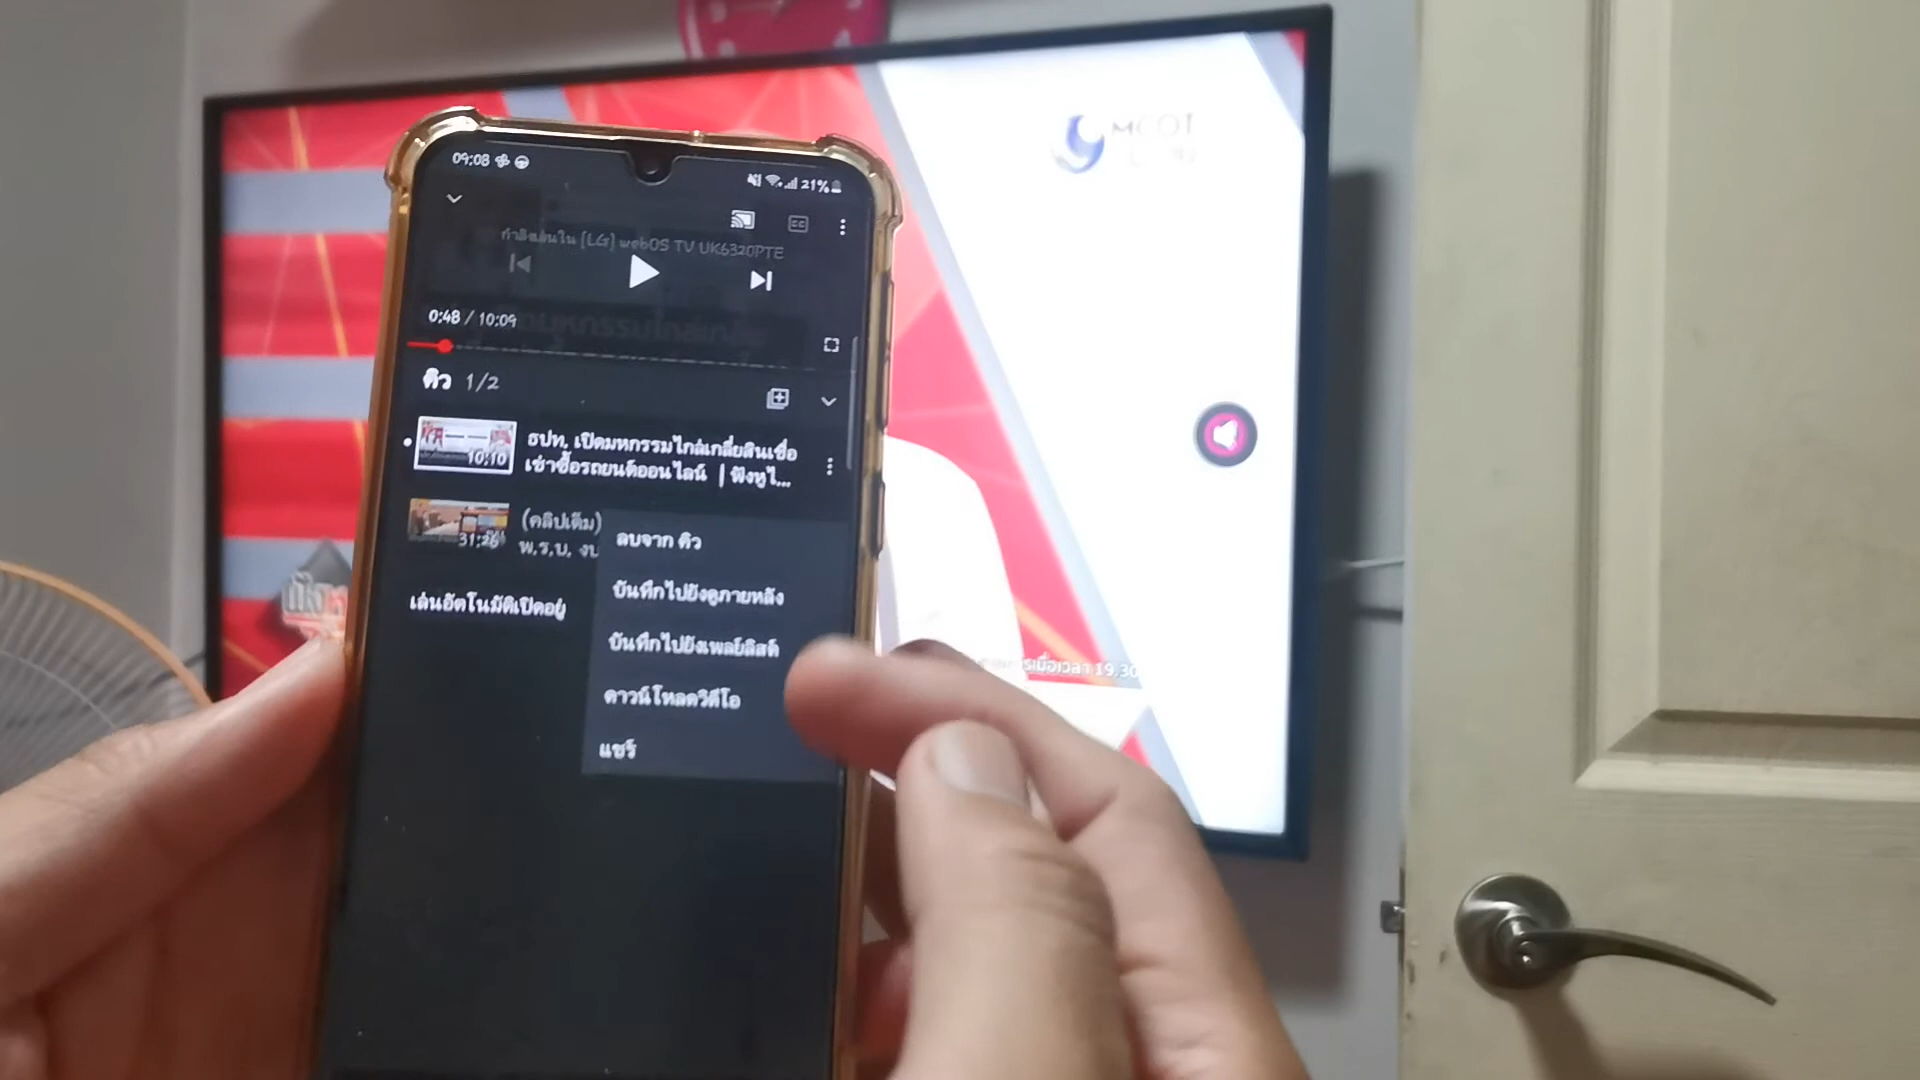 MCOT
09:08
21%
กำลังเล่นใน [LG] webOS TV UK6320PTE
0:48 / 10:09
คิว 1/2
ธปท. เปิดมหกรรมไกล่เกลี่ยสินเชื่อ
เช่าซื้อรถยนต์ออนไลน์ | ฟังหูไ...
10:10
(คลิปเต็ม)
พ.ร.บ. งบ
31:26
เล่นอัตโนมัติเปิดอยู่
ลบจาก คิว
บันทึกไปยังดูภายหลัง
บันทึกไปยังเพลย์ลิสต์
ดาวน์โหลดวิดีโอ
แชร์
เมื่อเวลา 19.30